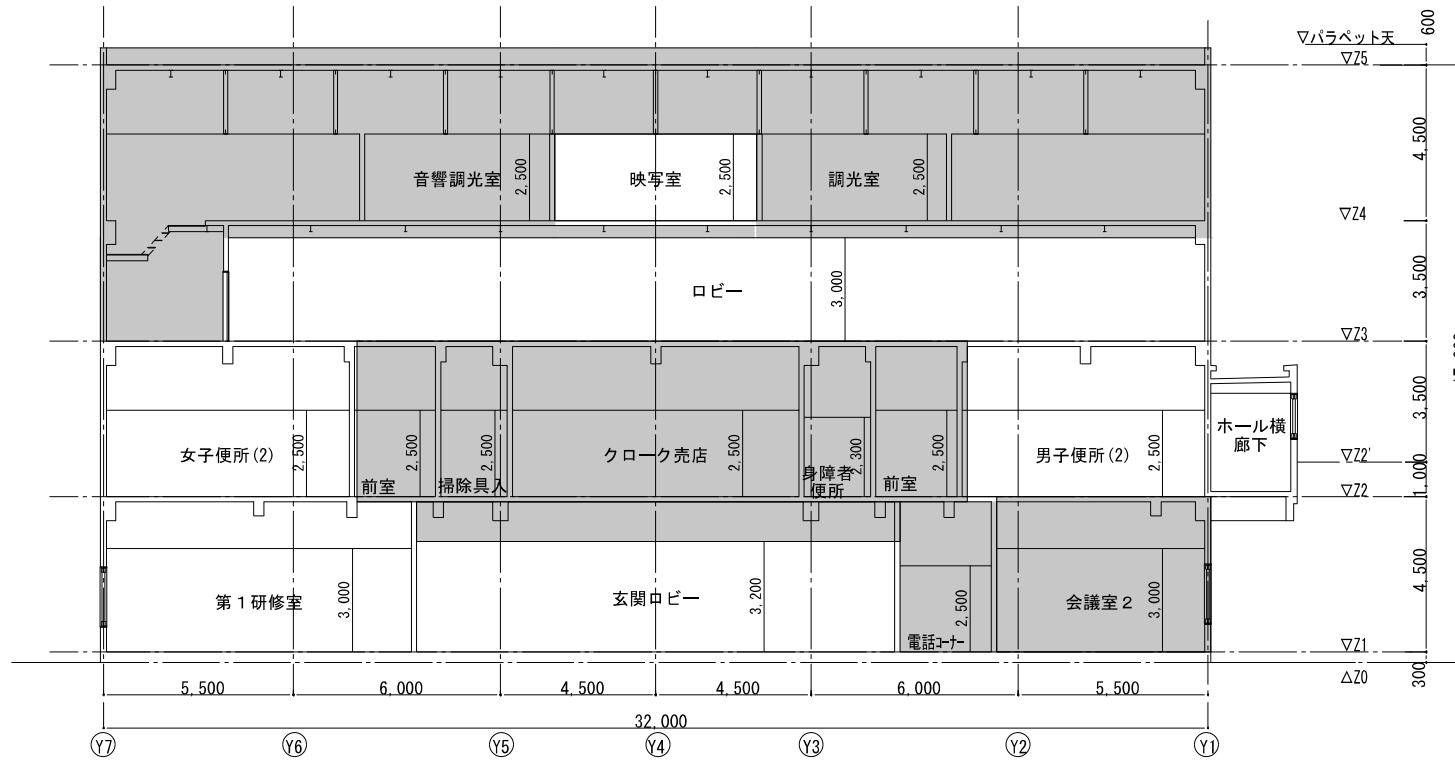 600
▽パラペット天
▽Z5
4,500
音響調光室
2,500
映写室
2,500
調光室
2,500
▽Z4
3,500
ロビー
3,000
▽Z3
3,500
女子便所(2)
2,500
前室
2,500
掃除具入
2,500
クローク売店
2,500
身障者
便所
2,300
前室
2,500
男子便所(2)
2,500
ホール横
廊下
▽Z2'
1,000
▽Z2
4,500
第1研修室
3,000
玄関ロビー
3,200
電話コーナー
2,500
会議室2
3,000
▽Z1
△Z0
300
5,500
6,000
4,500
4,500
6,000
5,500
32,000
Y7
Y6
Y5
Y4
Y3
Y2
Y1